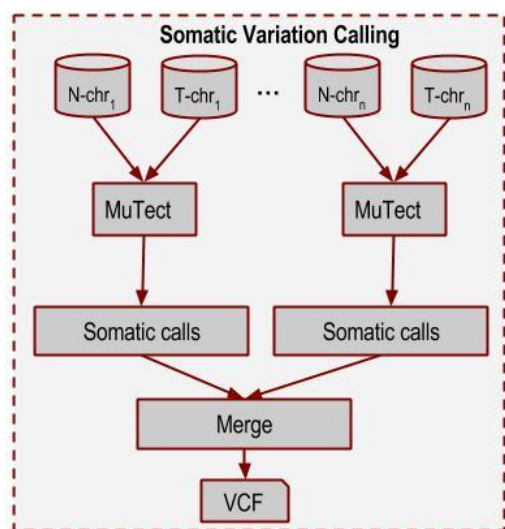 Somatic Variation Calling
N-chr₁ T-chr₁ ... N-chrₙ T-chrₙ
MuTect MuTect
Somatic calls Somatic calls
Merge
VCF